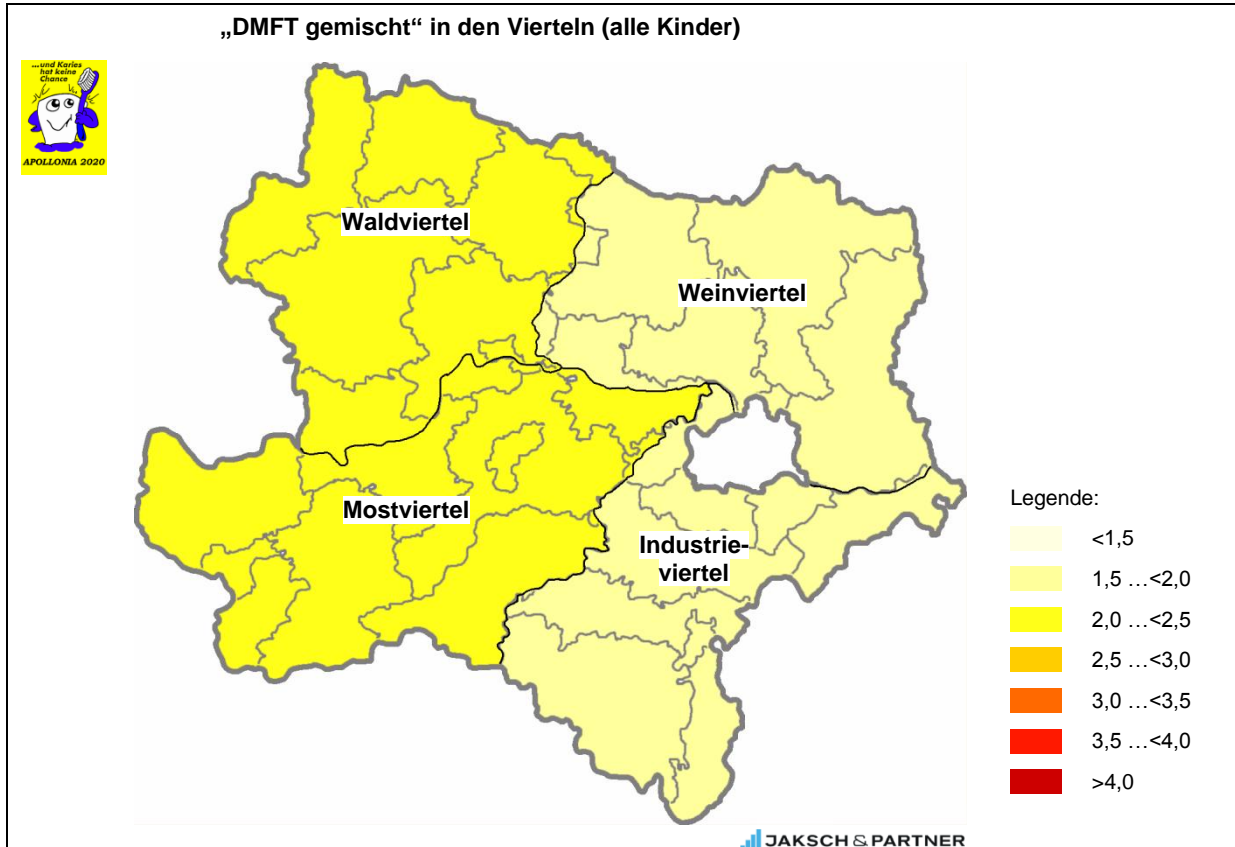 „DMFT gemischt“ in den Vierteln (alle Kinder)
...und Karies
hat keine
Chance
APOLLONIA 2020
Waldviertel
Weinviertel
Mostviertel
Industrie-
viertel
Legende:
<1,5
1,5 …<2,0
2,0 …<2,5
2,5 …<3,0
3,0 …<3,5
3,5 …<4,0
>4,0
JAKSCH & PARTNER